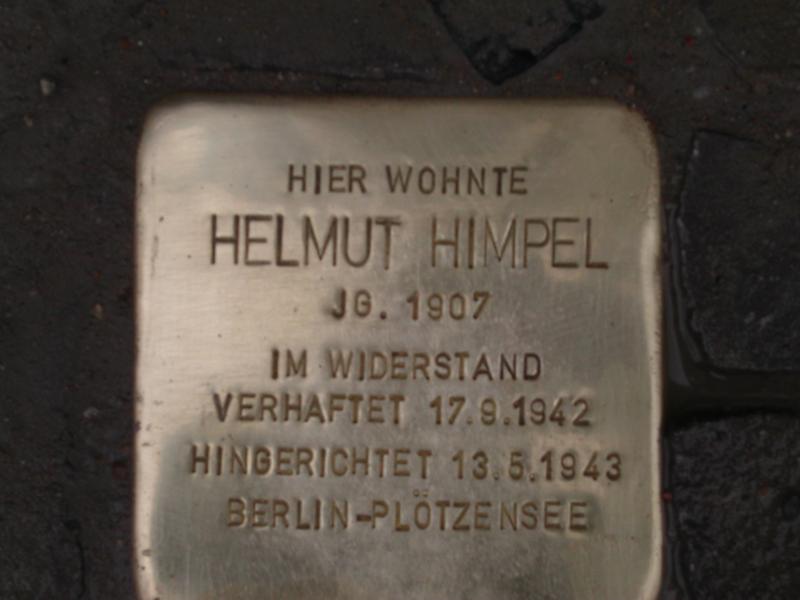 HIER WOHNTE
HELMUT HIMPEL
JG. 1907
IM WIDERSTAND
VERHAFTET 17.9.1942
HINGERICHTET 13.5.1943
BERLIN-PLÖTZENSEE